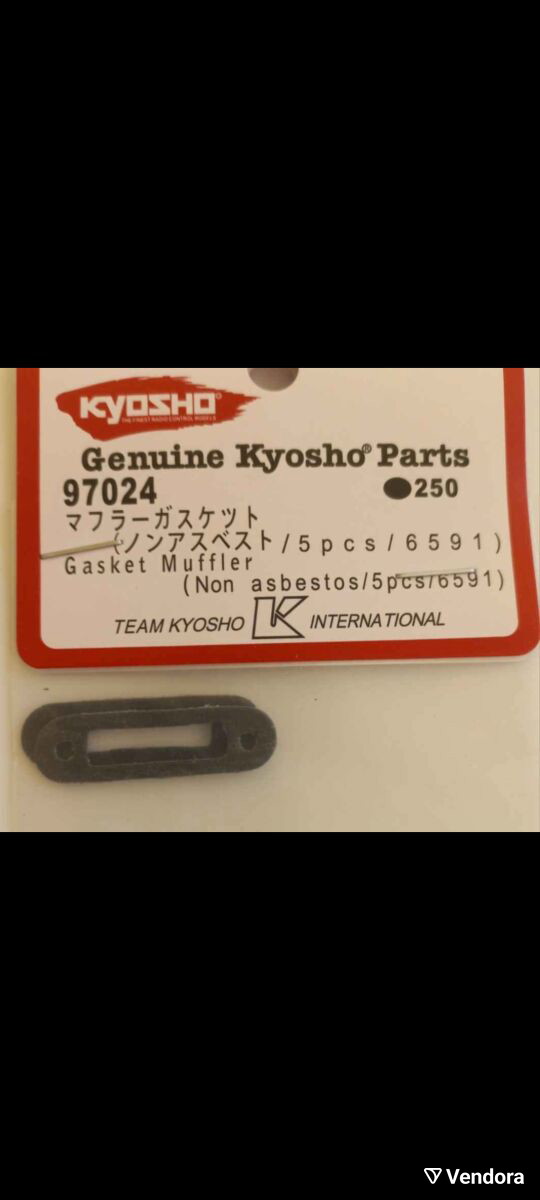 KYOSHO®
THE FINEST RADIO CONTROL MODELS
Genuine Kyosho® Parts
97024 ●250
マフラーガスケット
(ノンアスベスト/5pcs/6591)
Gasket Muffler
(Non asbestos/5pcs/6591)
TEAM KYOSHO K INTERNATIONAL
Vendora